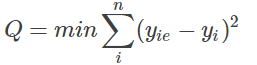 Q = min \sum_{i}^{n} (y_{ie} - y_i)^2